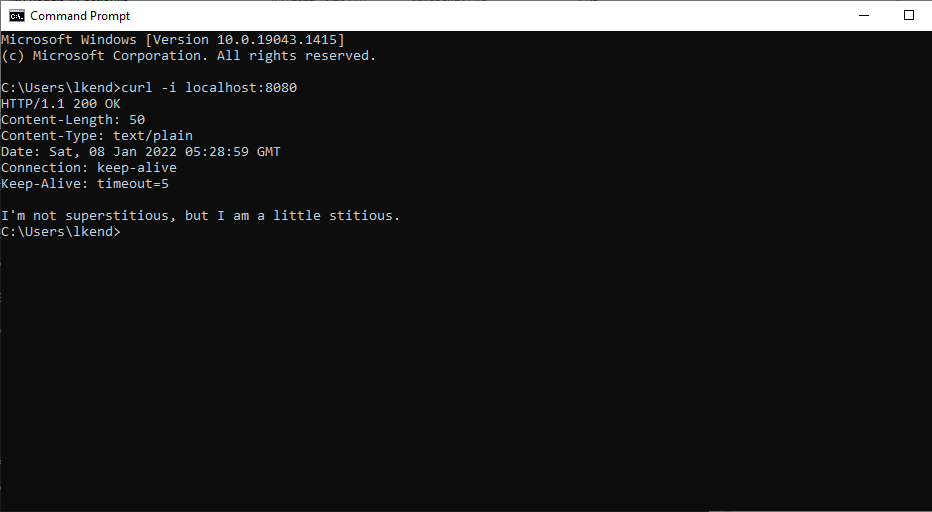 Command Prompt
Microsoft Windows [Version 10.0.19043.1415]
(c) Microsoft Corporation. All rights reserved.
C:\Users\lkend>curl -i localhost:8080
HTTP/1.1 200 OK
Content-Length: 50
Content-Type: text/plain
Date: Sat, 08 Jan 2022 05:28:59 GMT
Connection: keep-alive
Keep-Alive: timeout=5
I'm not superstitious, but I am a little stitious.
C:\Users\lkend>